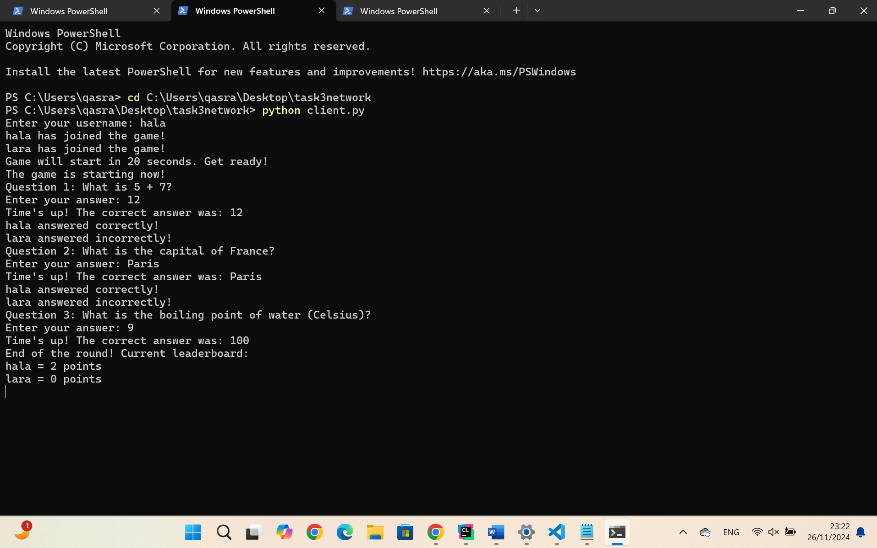 Windows PowerShell
Windows PowerShell
Windows PowerShell
Windows PowerShell
Copyright (C) Microsoft Corporation. All rights reserved.
Install the latest PowerShell for new features and improvements! https://aka.ms/PSWindows
PS C:\Users\qasra> cd C:\Users\qasra\Desktop\task3network
PS C:\Users\qasra\Desktop\task3network> python client.py
Enter your username: hala
hala has joined the game!
lara has joined the game!
Game will start in 20 seconds. Get ready!
The game is starting now!
Question 1: What is 5 + 7?
Enter your answer: 12
Time's up! The correct answer was: 12
hala answered correctly!
lara answered incorrectly!
Question 2: What is the capital of France?
Enter your answer: Paris
Time's up! The correct answer was: Paris
hala answered correctly!
lara answered incorrectly!
Question 3: What is the boiling point of water (Celsius)?
Enter your answer: 9
Time's up! The correct answer was: 100
End of the round! Current leaderboard:
hala = 2 points
lara = 0 points
1
CL
W
ENG
23:22
26/11/2024